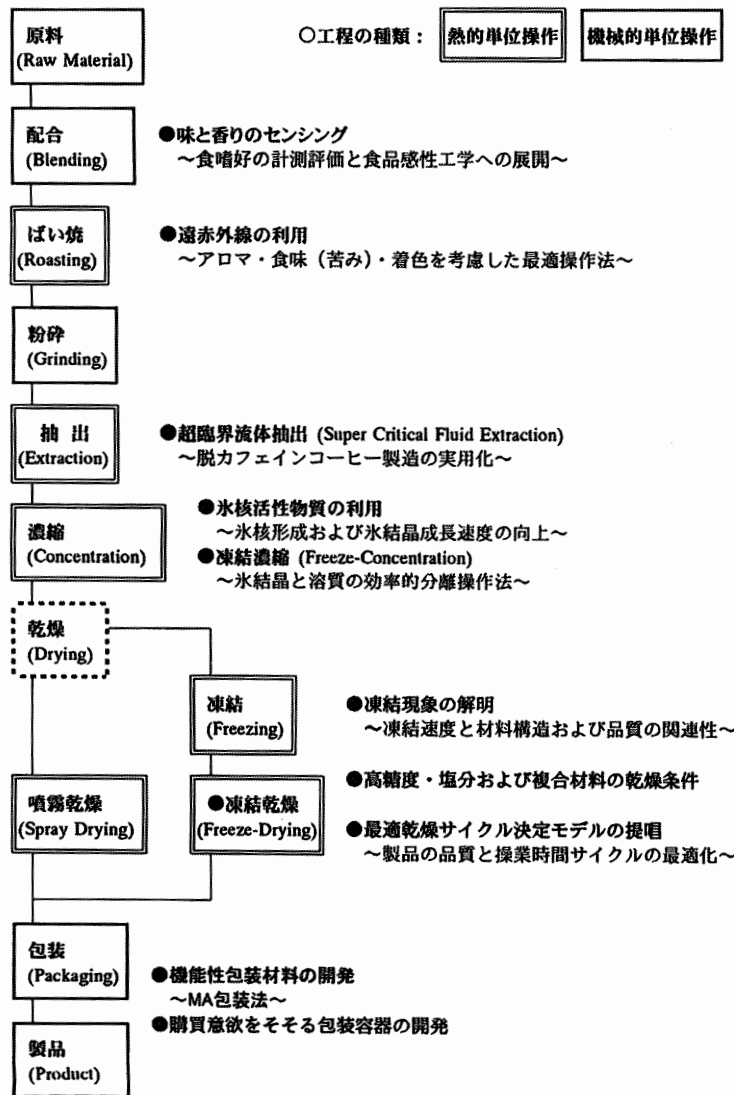 原料
(Raw Material)
○工程の種類：
熱的単位操作
機械的単位操作
配合
(Blending)
●味と香りのセンシング
～食嗜好の計測評価と食品感性工学への展開～
ばい焼
(Roasting)
●遠赤外線の利用
～アロマ・食味（苦み）・着色を考慮した最適操作法～
粉砕
(Grinding)
抽 出
(Extraction)
●超臨界流体抽出 (Super Critical Fluid Extraction)
～脱カフェインコーヒー製造の実用化～
濃縮
(Concentration)
●氷核活性物質の利用
～氷核形成および氷結晶成長速度の向上～
●凍結濃縮 (Freeze-Concentration)
～氷結晶と溶質の効率的分離操作法～
乾燥
(Drying)
凍結
(Freezing)
●凍結現象の解明
～凍結速度と材料構造および品質の関連性～
噴霧乾燥
(Spray Drying)
●凍結乾燥
(Freeze-Drying)
●高糖度・塩分および複合材料の乾燥条件
●最適乾燥サイクル決定モデルの提唱
～製品の品質と操業時間サイクルの最適化～
包装
(Packaging)
●機能性包装材料の開発
～MA包装法～
●購買意欲をそそる包装容器の開発
製品
(Product)